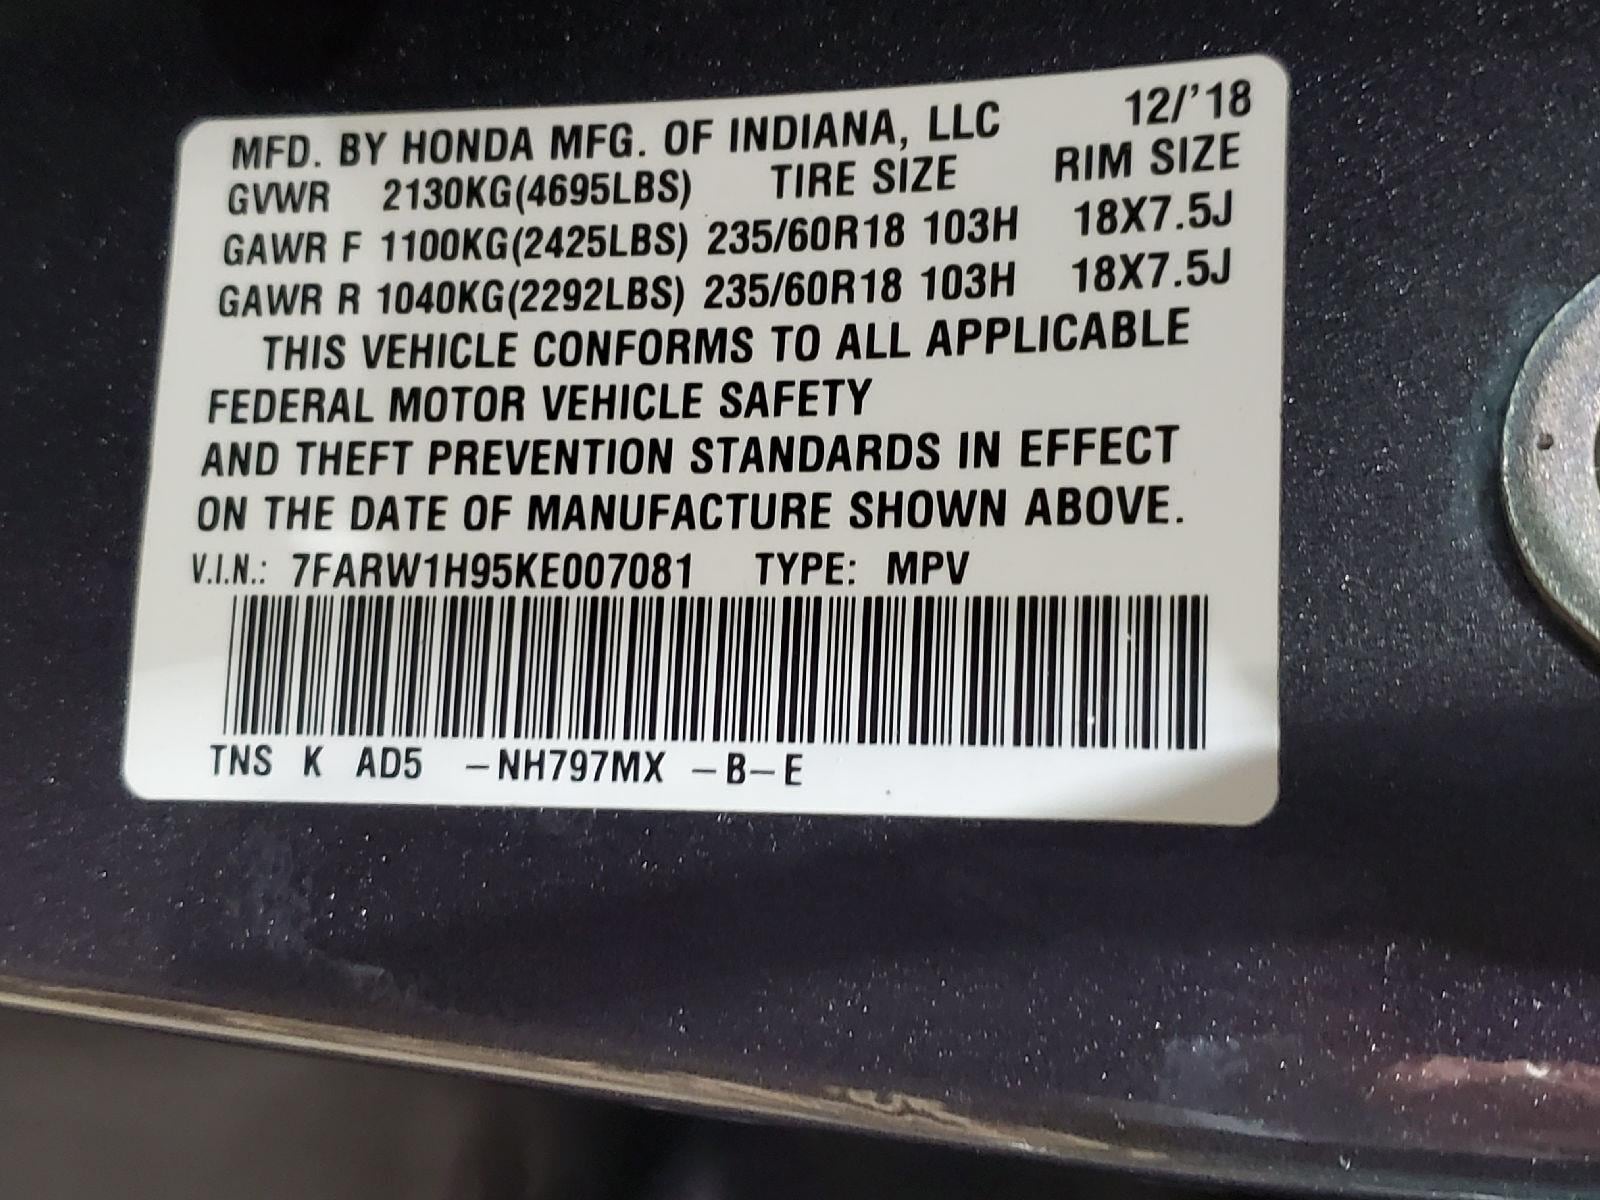 MFD. BY HONDA MFG. OF INDIANA, LLC 12/'18
GVWR 2130KG(4695LBS) TIRE SIZE RIM SIZE
GAWR F 1100KG(2425LBS) 235/60R18 103H 18X7.5J
GAWR R 1040KG(2292LBS) 235/60R18 103H 18X7.5J
THIS VEHICLE CONFORMS TO ALL APPLICABLE
FEDERAL MOTOR VEHICLE SAFETY
AND THEFT PREVENTION STANDARDS IN EFFECT
ON THE DATE OF MANUFACTURE SHOWN ABOVE.
V.I.N.: 7FARW1H95KE007081 TYPE: MPV
TNS K AD5 -NH797MX -B-E